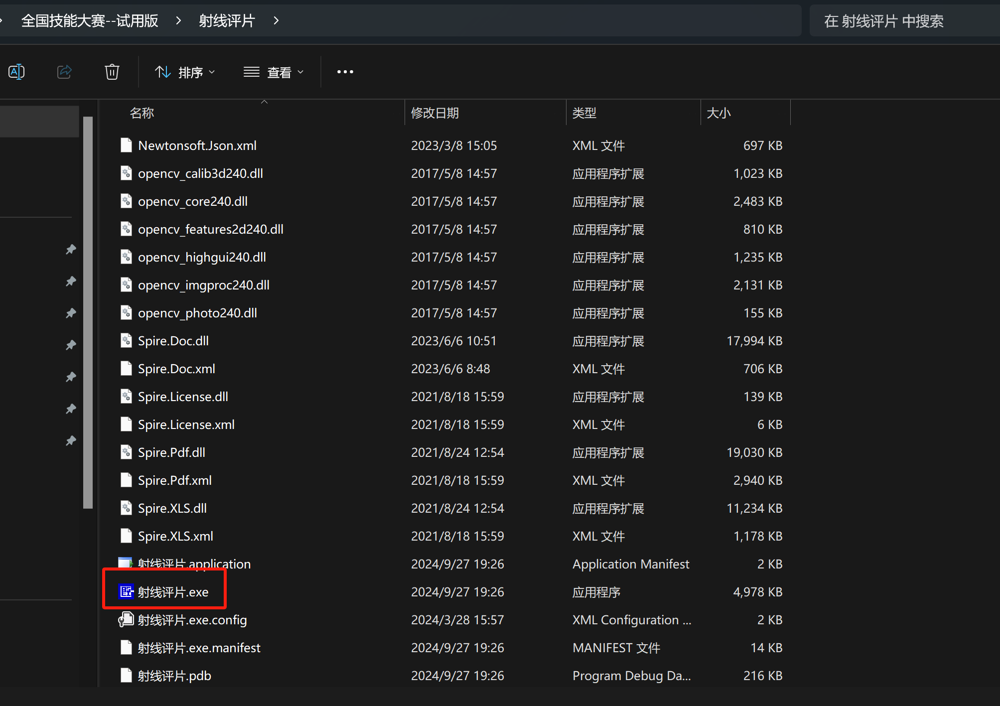 全国技能大赛--试用版 > 射线评片 >
在 射线评片 中搜索
排序 查看 ...
名称 修改日期 类型 大小
Newtonsoft.Json.xml 2023/3/8 15:05 XML 文件 697 KB
opencv_calib3d240.dll 2017/5/8 14:57 应用程序扩展 1,023 KB
opencv_core240.dll 2017/5/8 14:57 应用程序扩展 2,483 KB
opencv_features2d240.dll 2017/5/8 14:57 应用程序扩展 810 KB
opencv_highgui240.dll 2017/5/8 14:57 应用程序扩展 1,235 KB
opencv_imgproc240.dll 2017/5/8 14:57 应用程序扩展 2,131 KB
opencv_photo240.dll 2017/5/8 14:57 应用程序扩展 155 KB
Spire.Doc.dll 2023/6/6 10:51 应用程序扩展 17,994 KB
Spire.Doc.xml 2023/6/6 8:48 XML 文件 706 KB
Spire.License.dll 2021/8/18 15:59 应用程序扩展 139 KB
Spire.License.xml 2021/8/18 15:59 XML 文件 6 KB
Spire.Pdf.dll 2021/8/24 12:54 应用程序扩展 19,030 KB
Spire.Pdf.xml 2021/8/18 15:59 XML 文件 2,940 KB
Spire.XLS.dll 2021/8/24 12:54 应用程序扩展 11,234 KB
Spire.XLS.xml 2021/8/18 15:59 XML 文件 1,178 KB
射线评片.application 2024/9/27 19:26 Application Manifest 2 KB
射线评片.exe 2024/9/27 19:26 应用程序 4,978 KB
射线评片.exe.config 2024/3/28 15:57 XML Configuration ... 2 KB
射线评片.exe.manifest 2024/9/27 19:26 MANIFEST 文件 14 KB
射线评片.pdb 2024/9/27 19:26 Program Debug Da... 216 KB